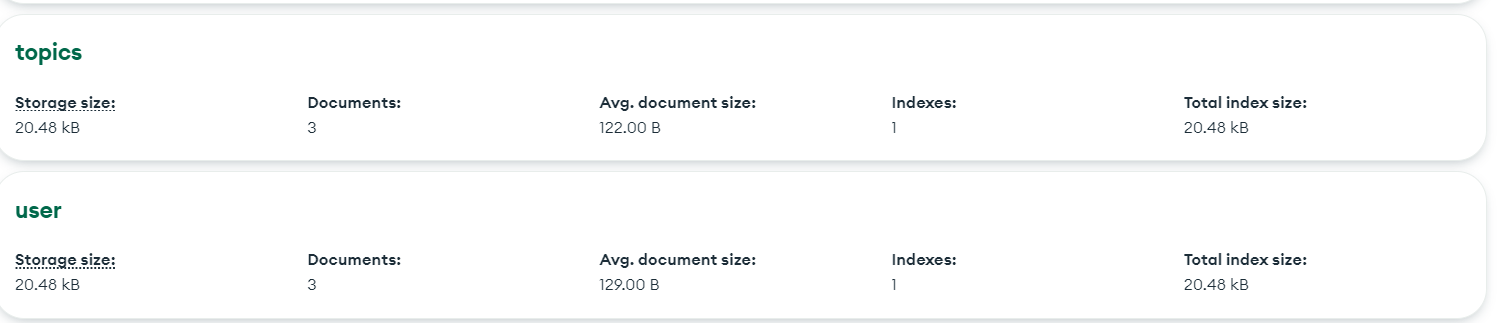 topics
Storage size: Documents: Avg. document size: Indexes: Total index size:
20.48 kB 3 122.00 B 1 20.48 kB
user
Storage size: Documents: Avg. document size: Indexes: Total index size:
20.48 kB 3 129.00 B 1 20.48 kB